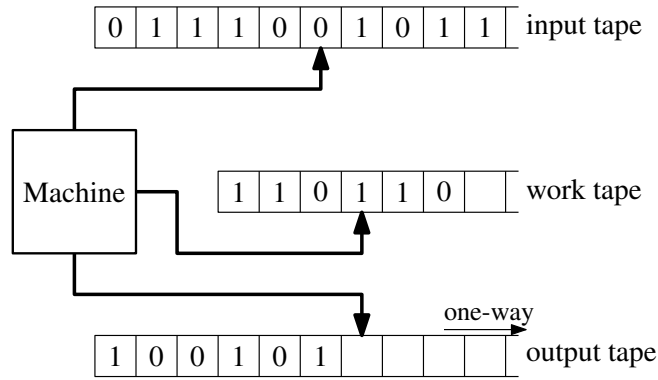 0 1 1 1 0 0 1 0 1 1 input tape
Machine
1 1 0 1 1 0 work tape
one-way
1 0 0 1 0 1 output tape